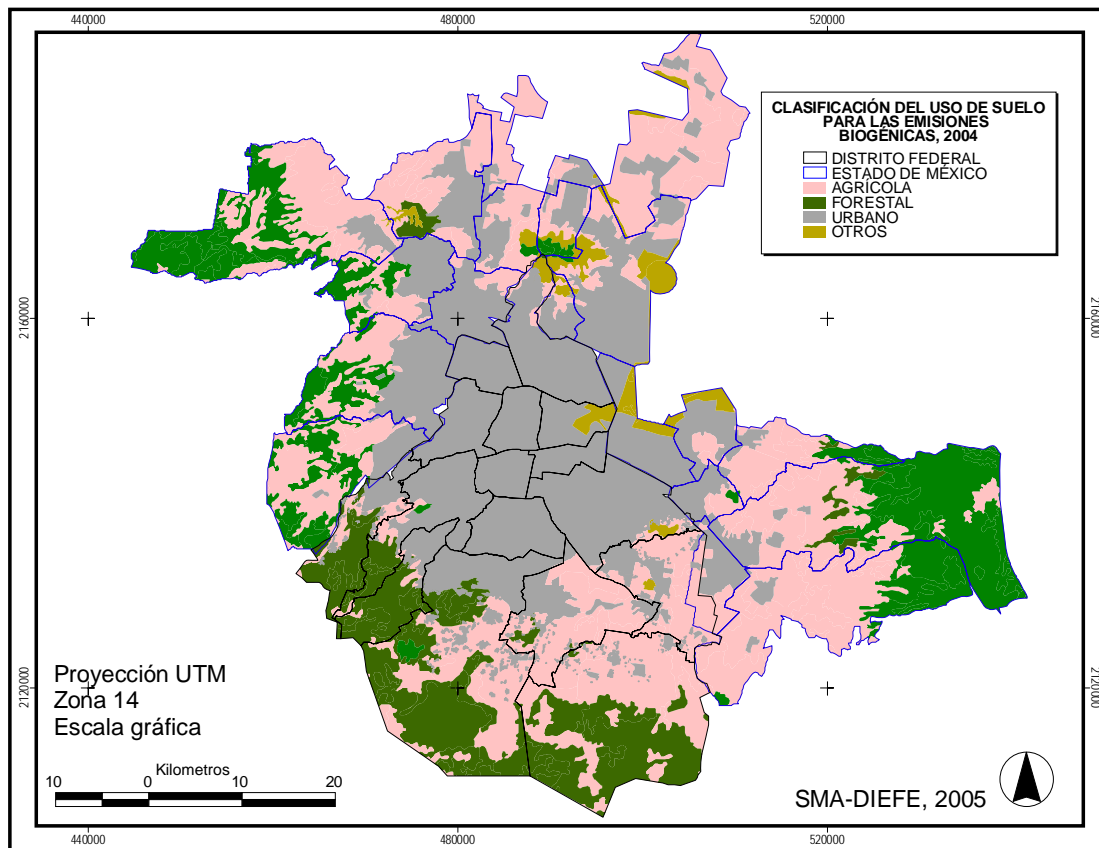 440000
480000
520000
CLASIFICACIÓN DEL USO DE SUELO
PARA LAS EMISIONES
BIOGÉNICAS, 2004
DISTRITO FEDERAL
ESTADO DE MÉXICO
AGRÍCOLA
FORESTAL
URBANO
OTROS
2160000
2160000
2120000
2120000
Proyección UTM
Zona 14
Escala gráfica
Kilometros
10 0 10 20
SMA-DIEFE, 2005
440000
480000
520000